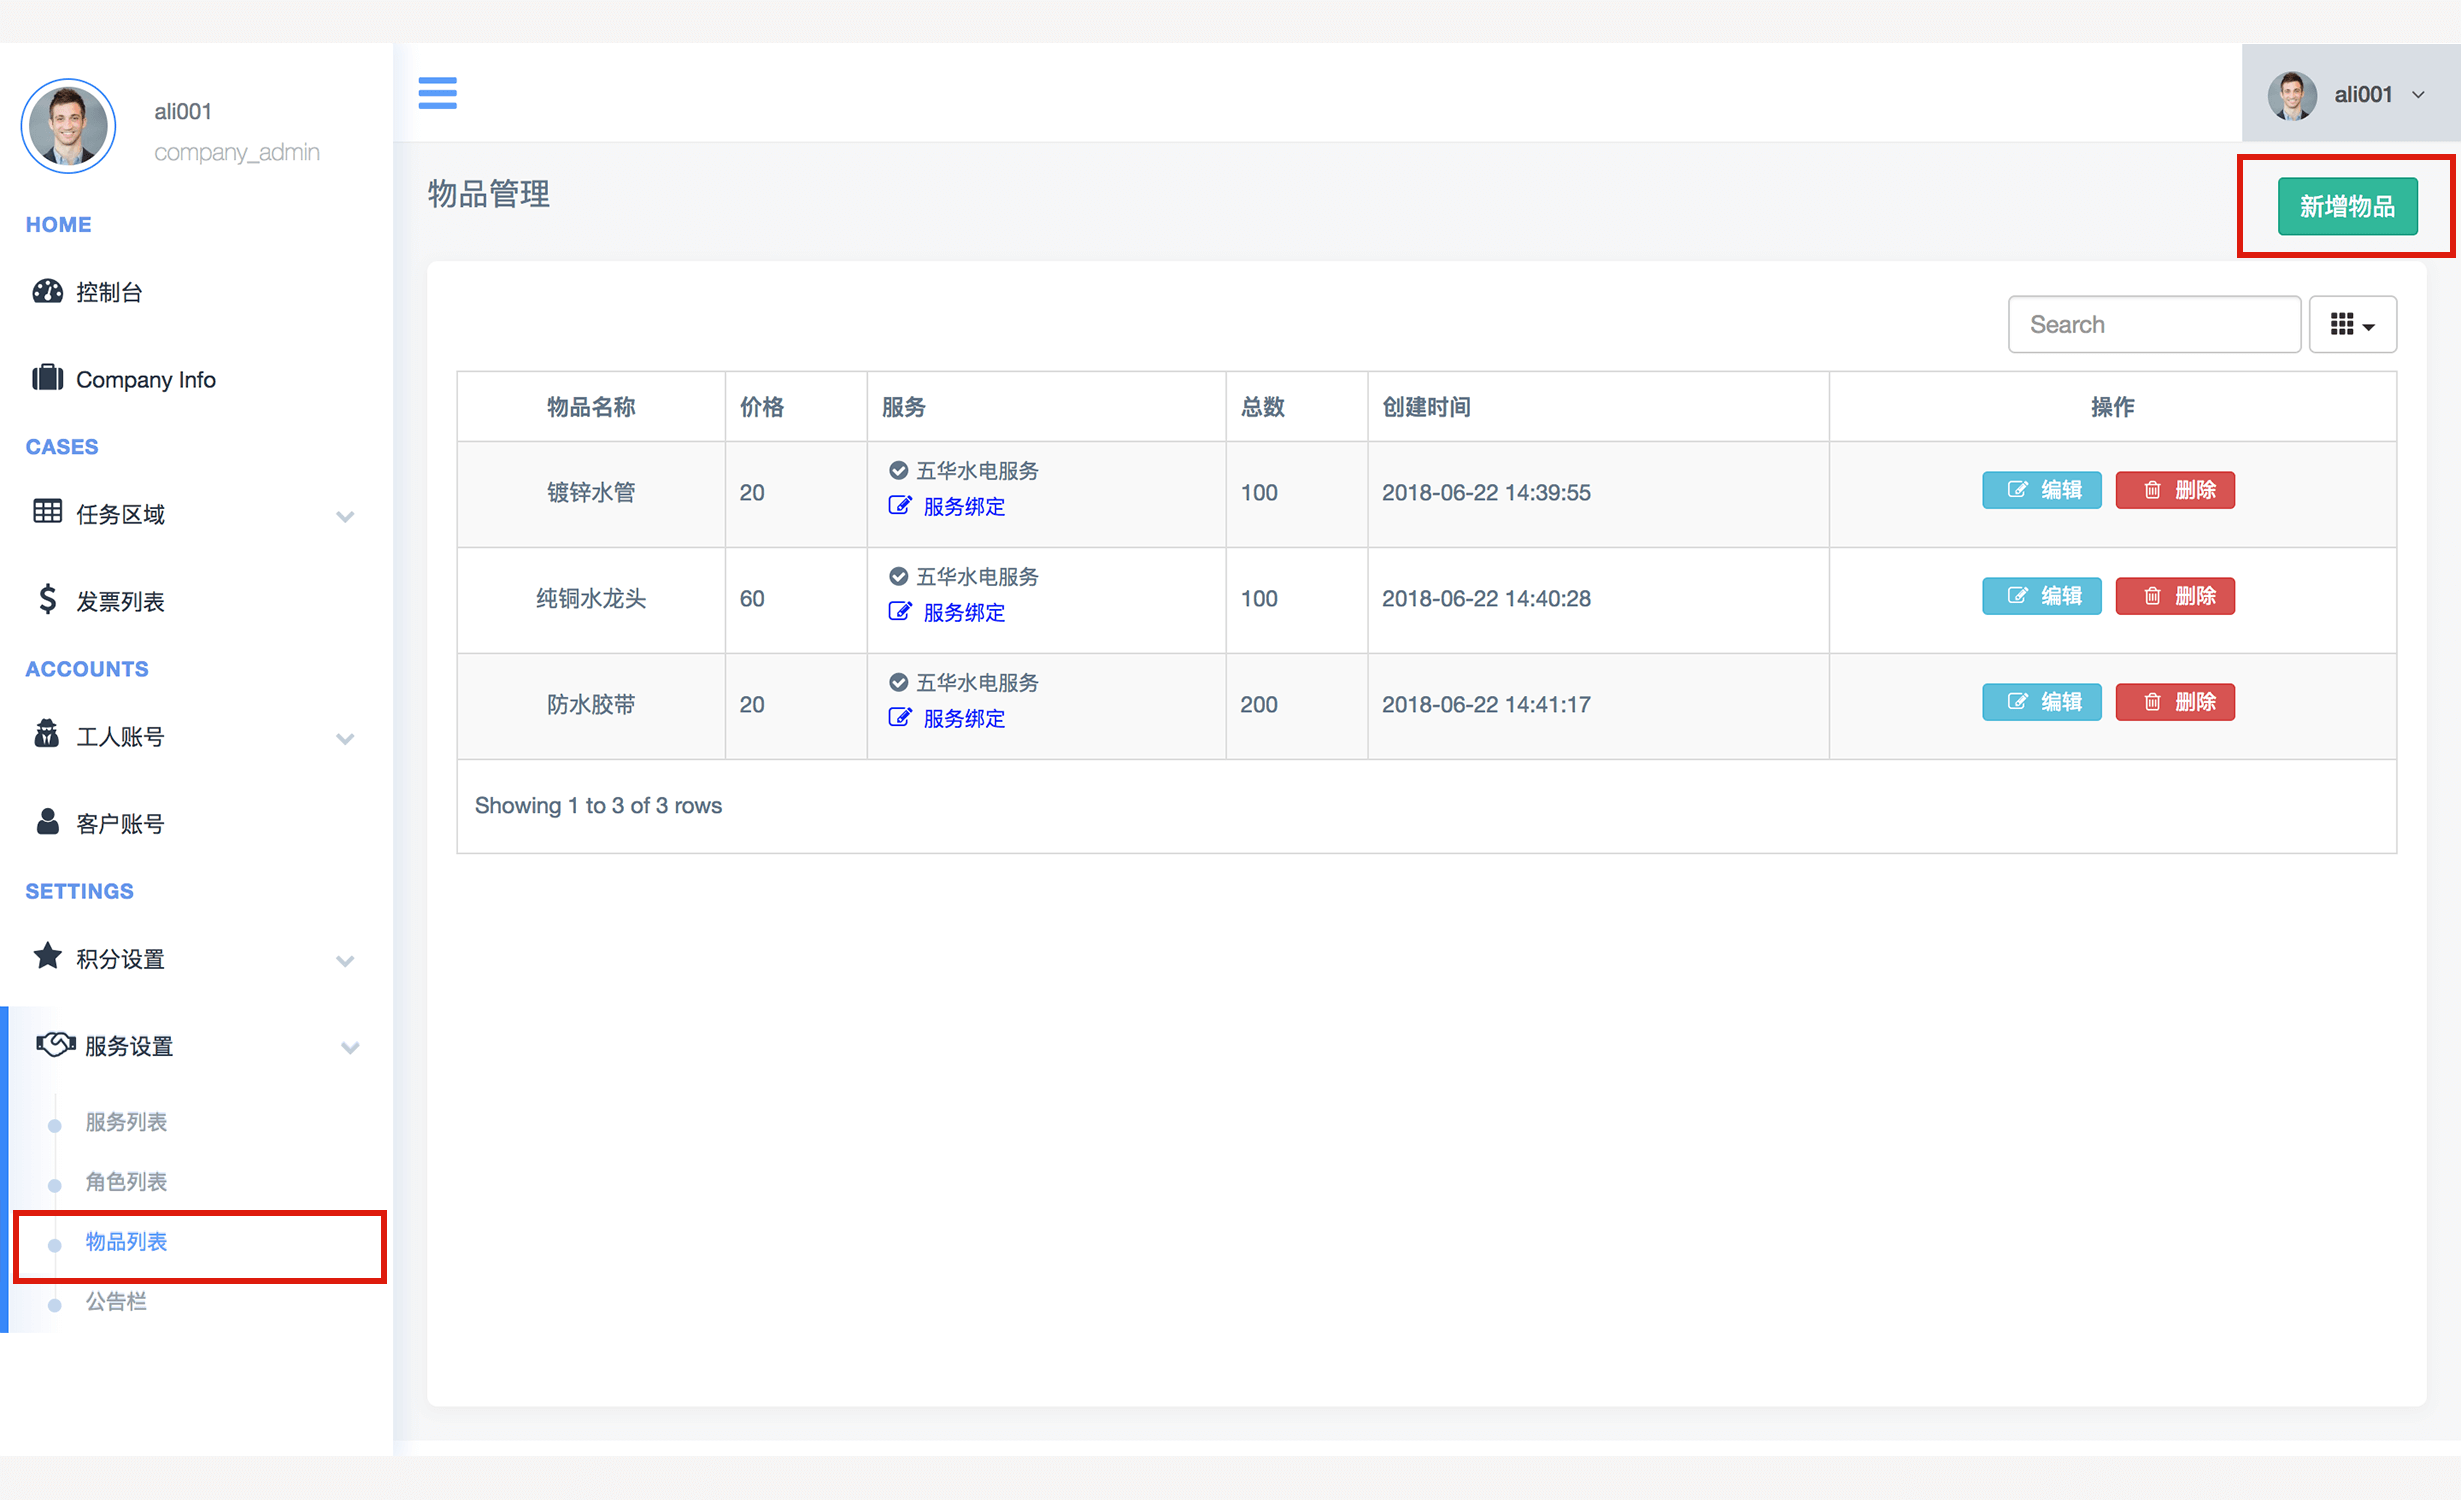 ali001
company_admin
HOME
控制台
Company Info
CASES
任务区域
发票列表
ACCOUNTS
工人账号
客户账号
SETTINGS
积分设置
服务设置
服务列表
角色列表
物品列表
公告栏
ali001
物品管理
新增物品
Search
物品名称 价格 服务 总数 创建时间 操作
镀锌水管 20 五华水电服务 100 2018-06-22 14:39:55 编辑 删除
服务绑定
纯铜水龙头 60 五华水电服务 100 2018-06-22 14:40:28 编辑 删除
服务绑定
防水胶带 20 五华水电服务 200 2018-06-22 14:41:17 编辑 删除
服务绑定
Showing 1 to 3 of 3 rows